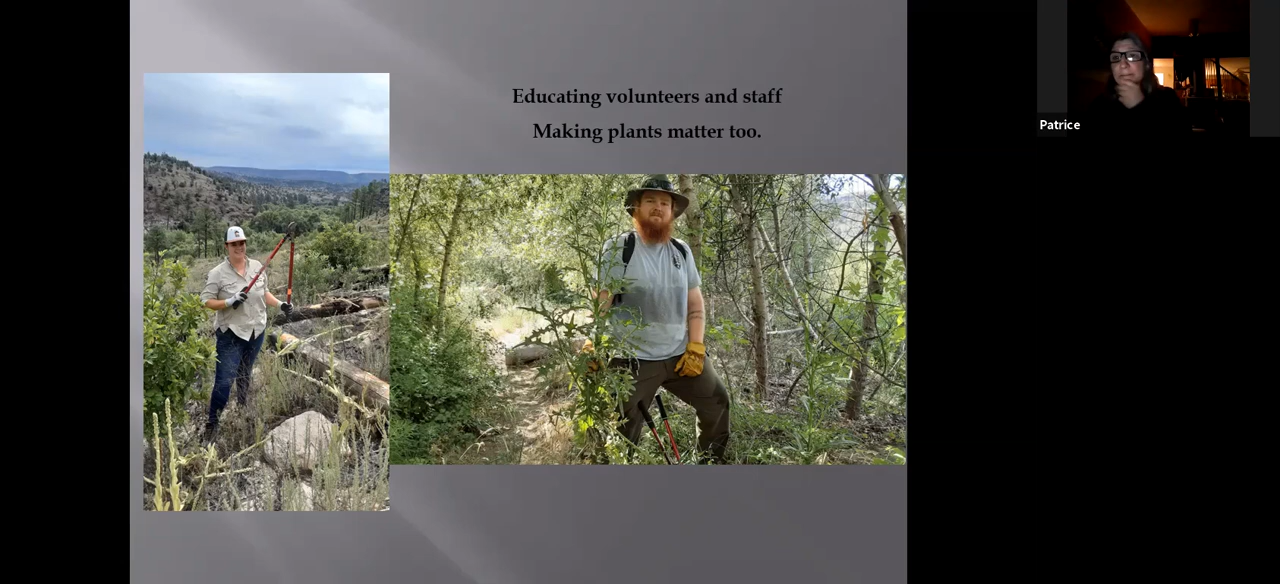 Educating volunteers and staff
Making plants matter too.
Patrice